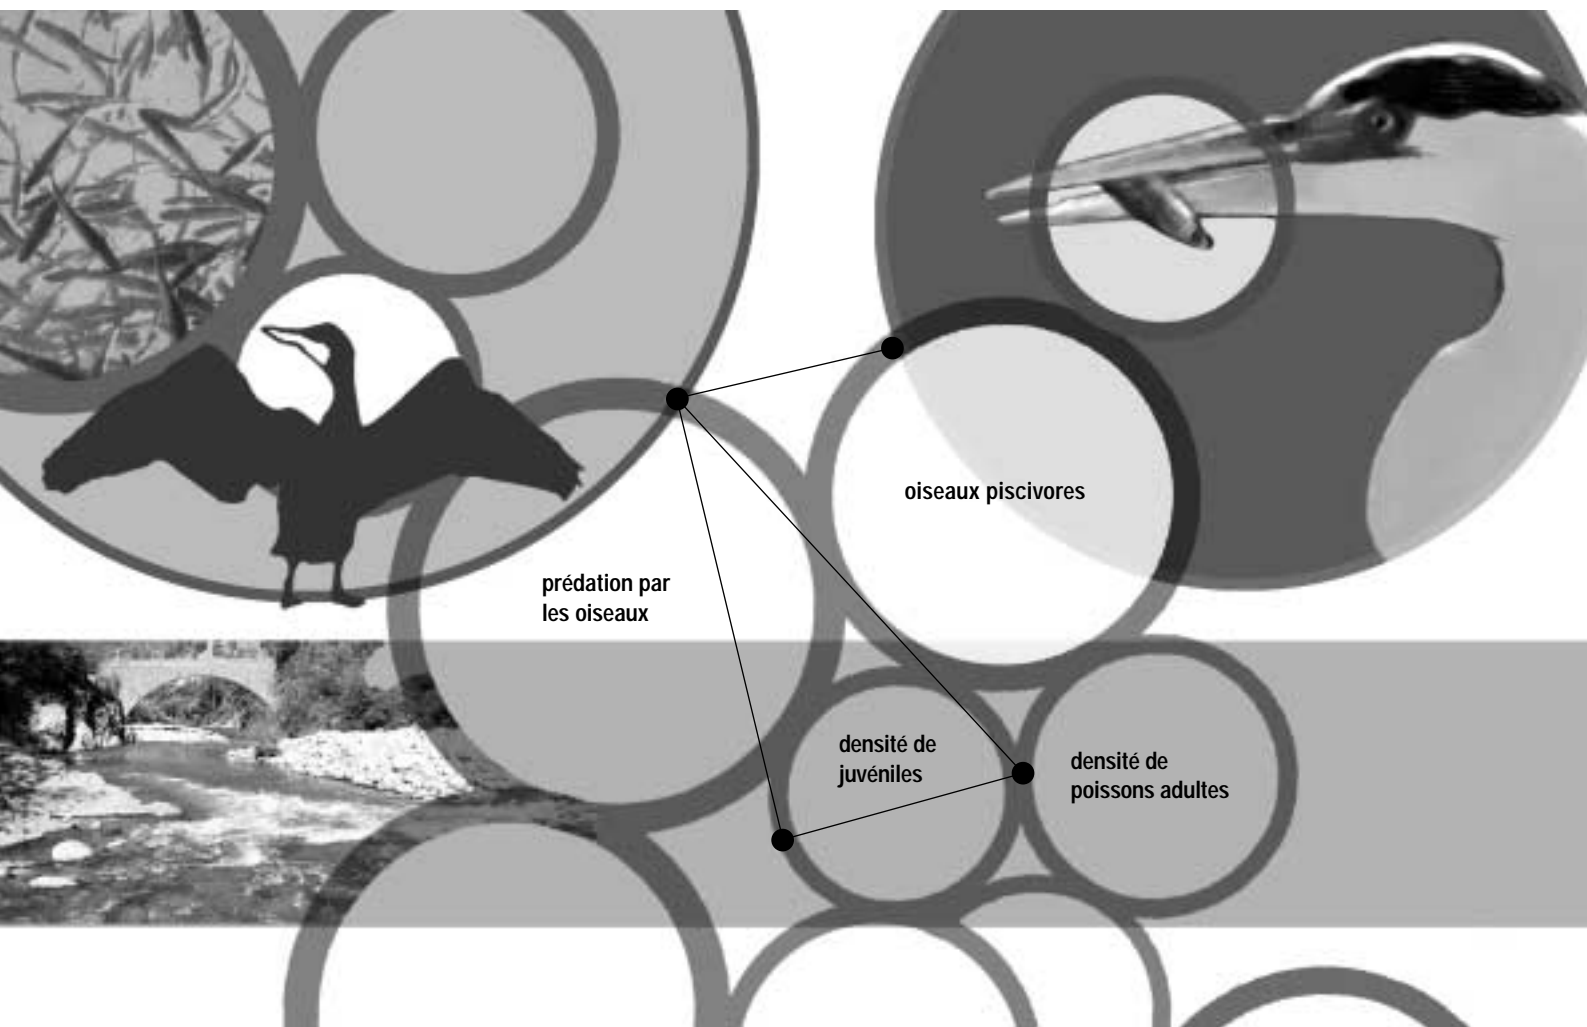 oiseaux piscivores
prédation par
les oiseaux
densité de
juvéniles
densité de
poissons adultes